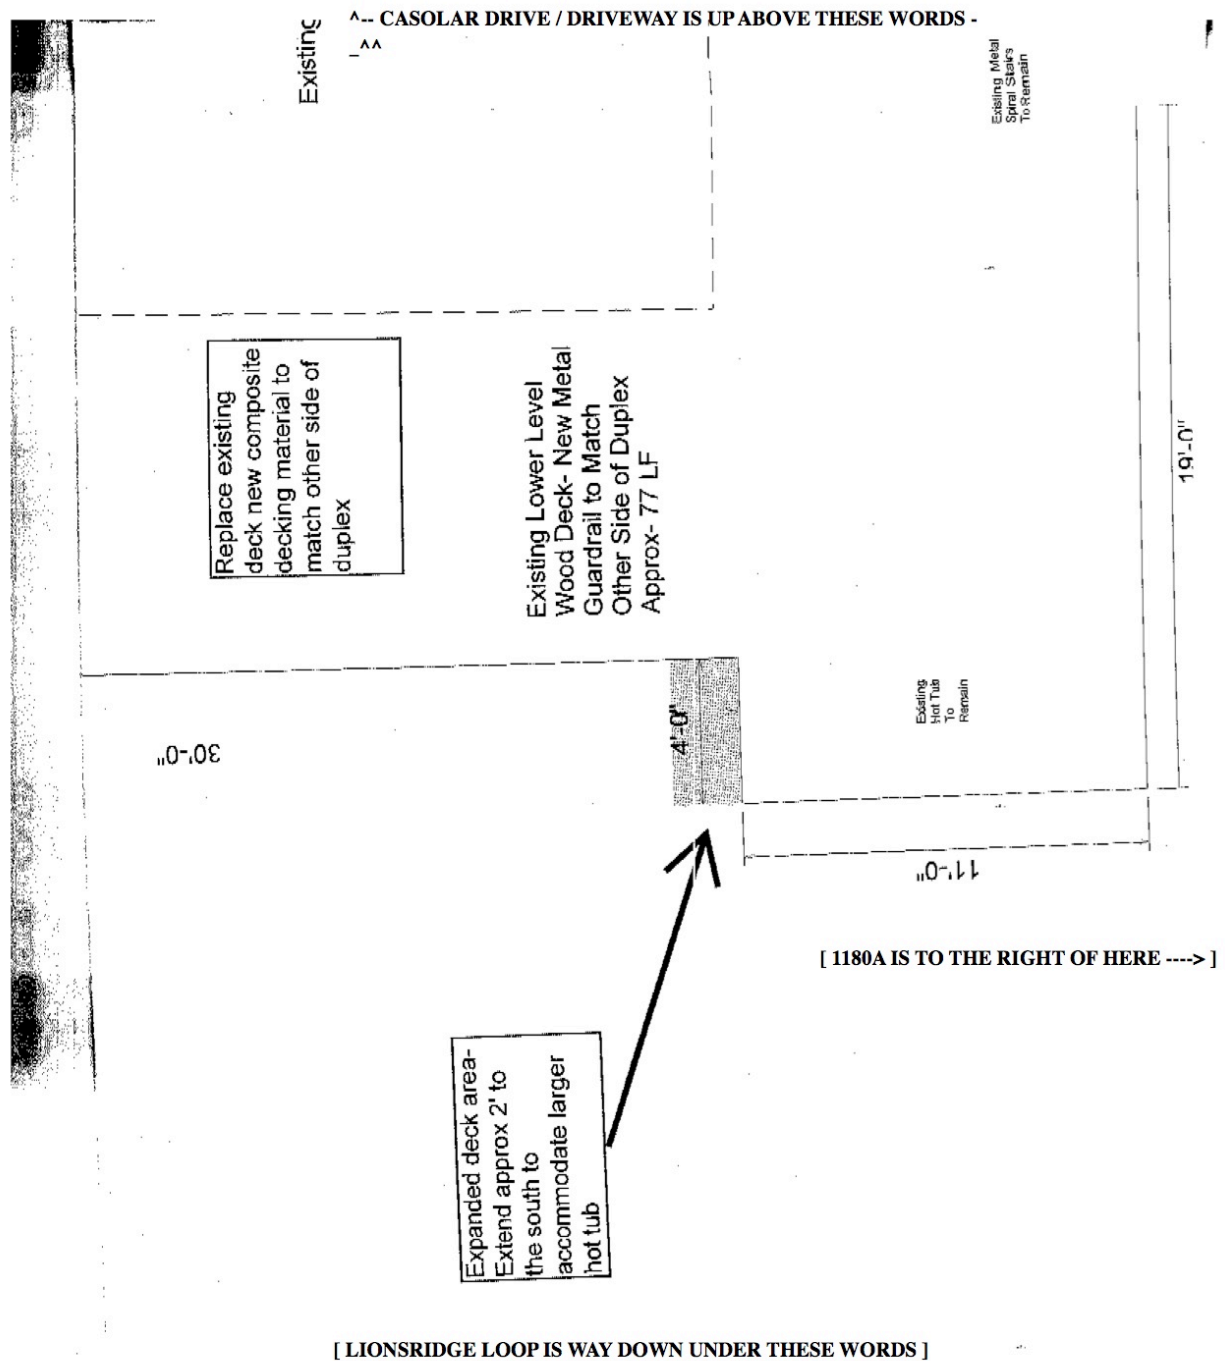 ^-- CASOLAR DRIVE / DRIVEWAY IS UP ABOVE THESE WORDS -
_^^
Existing
Existing Metal
Spiral Stairs
To Remain
Replace existing
deck new composite
decking material to
match other side of
duplex
Existing Lower Level
Wood Deck- New Metal
Guardrail to Match
Other Side of Duplex
Approx- 77 LF
19'-0"
Existing
Hot Tub
To
Remain
4'-0"
30'-0"
11'-0"
[ 1180A IS TO THE RIGHT OF HERE ----> ]
Expanded deck area-
Extend approx 2' to
the south to
accommodate larger
hot tub
[ LIONSRIDGE LOOP IS WAY DOWN UNDER THESE WORDS ]